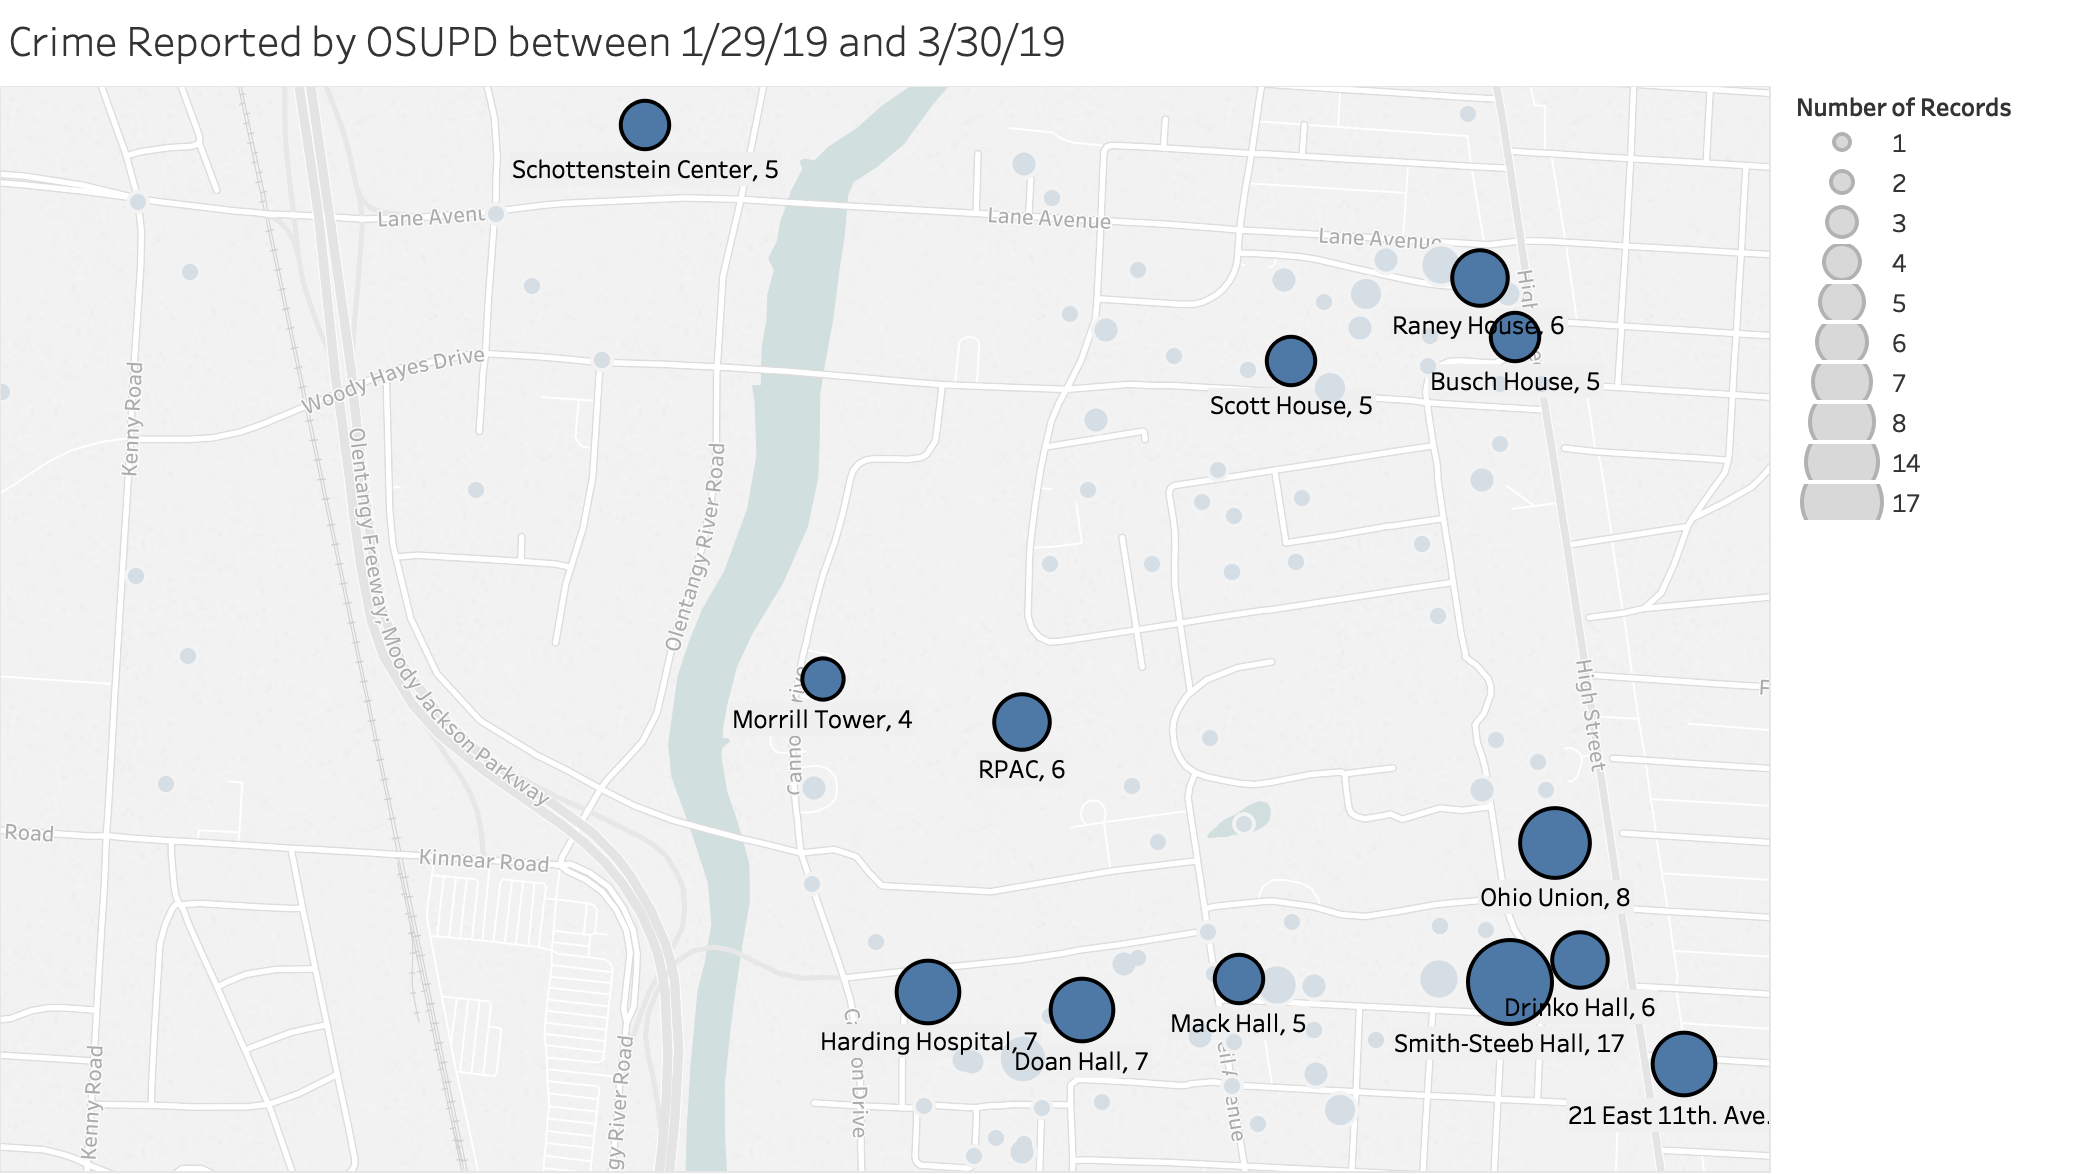 Crime Reported by OSUPD between 1/29/19 and 3/30/19
Number of Records
1
2
3
4
5
6
7
8
14
17
Schottenstein Center, 5
Lane Avenu
Lane Avenue
Lane Avenue
High
Raney House, 6
Busch House, 5
Scott House, 5
Woody Hayes Drive
Kenny Road
Olentangy Freeway; Moody Jackson Parkway
Olentangy River Road
High Street
F
Morrill Tower, 4
RPAC, 6
Road
Kinnear Road
Ohio Union, 8
Harding Hospital, 7
Doan Hall, 7
Mack Hall, 5
Drinko Hall, 6
Smith-Steeb Hall, 17
21 East 11th. Ave.
Kenny Road
gy River Road
on Drive